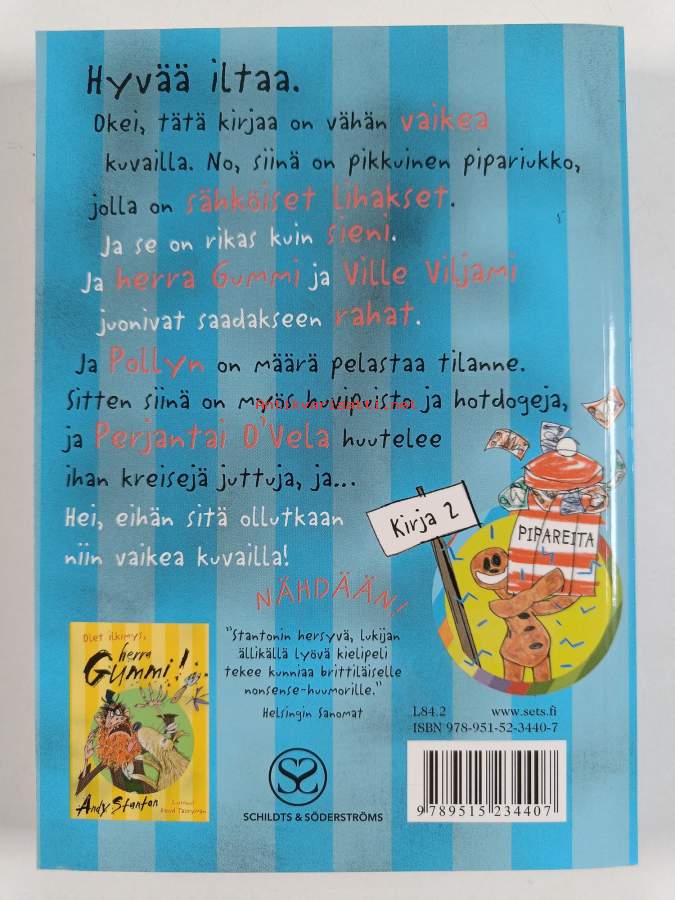 Hyvää iltaa.
Okei, tätä kirjaa on vähän vaikea
kuvailla. No, siinä on pikkuinen pipariukko,
jolla on sähköiset lihakset.
Ja se on rikas kuin sieni.
Ja herra Gummi ja Ville Viljami
juonivat saadakseen rahat.
Ja Pollyn on määrä pelastaa tilanne.
Sitten siinä on myös huvipuisto ja hotdogeja,
antikvariaatti.net
ja Perjantai O'Vela huutelee
ihan kreisejä juttuja, ja...
Hei, eihän sitä ollutkaan
niin vaikea kuvailla!
NÄHDÄÄN!
Kirja 2
PIPAREITA
Olet ilkimys,
herra
Gummi!
Andy Stanton
"Stantonin hersyvä, lukijan
ällikällä lyövä kielipeli
tekee kunniaa brittiläiselle
nonsense-huumorille."
Helsingin Sanomat
SCHILDTS & SÖDERSTRÖMS
L84.2 www.sets.fi
ISBN 978-951-52-3440-7
9 789515 234407